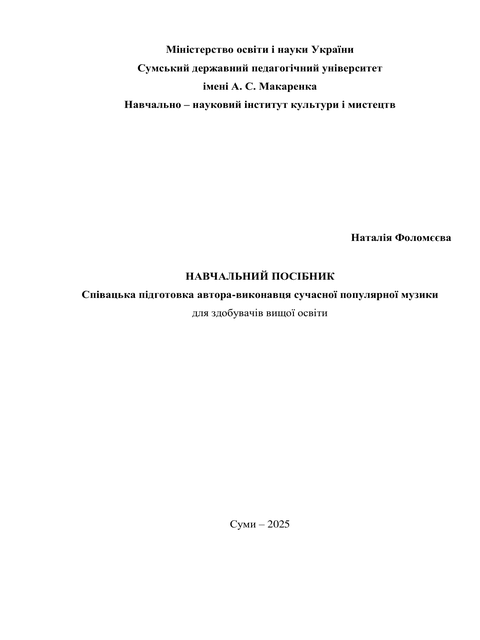 Міністерство освіти і науки України
Сумський державний педагогічний університет
імені А. С. Макаренка
Навчально – науковий інститут культури і мистецтв
Наталія Фоломєєва
НАВЧАЛЬНИЙ ПОСІБНИК
Співацька підготовка автора-виконавця сучасної популярної музики
для здобувачів вищої освіти
Суми – 2025